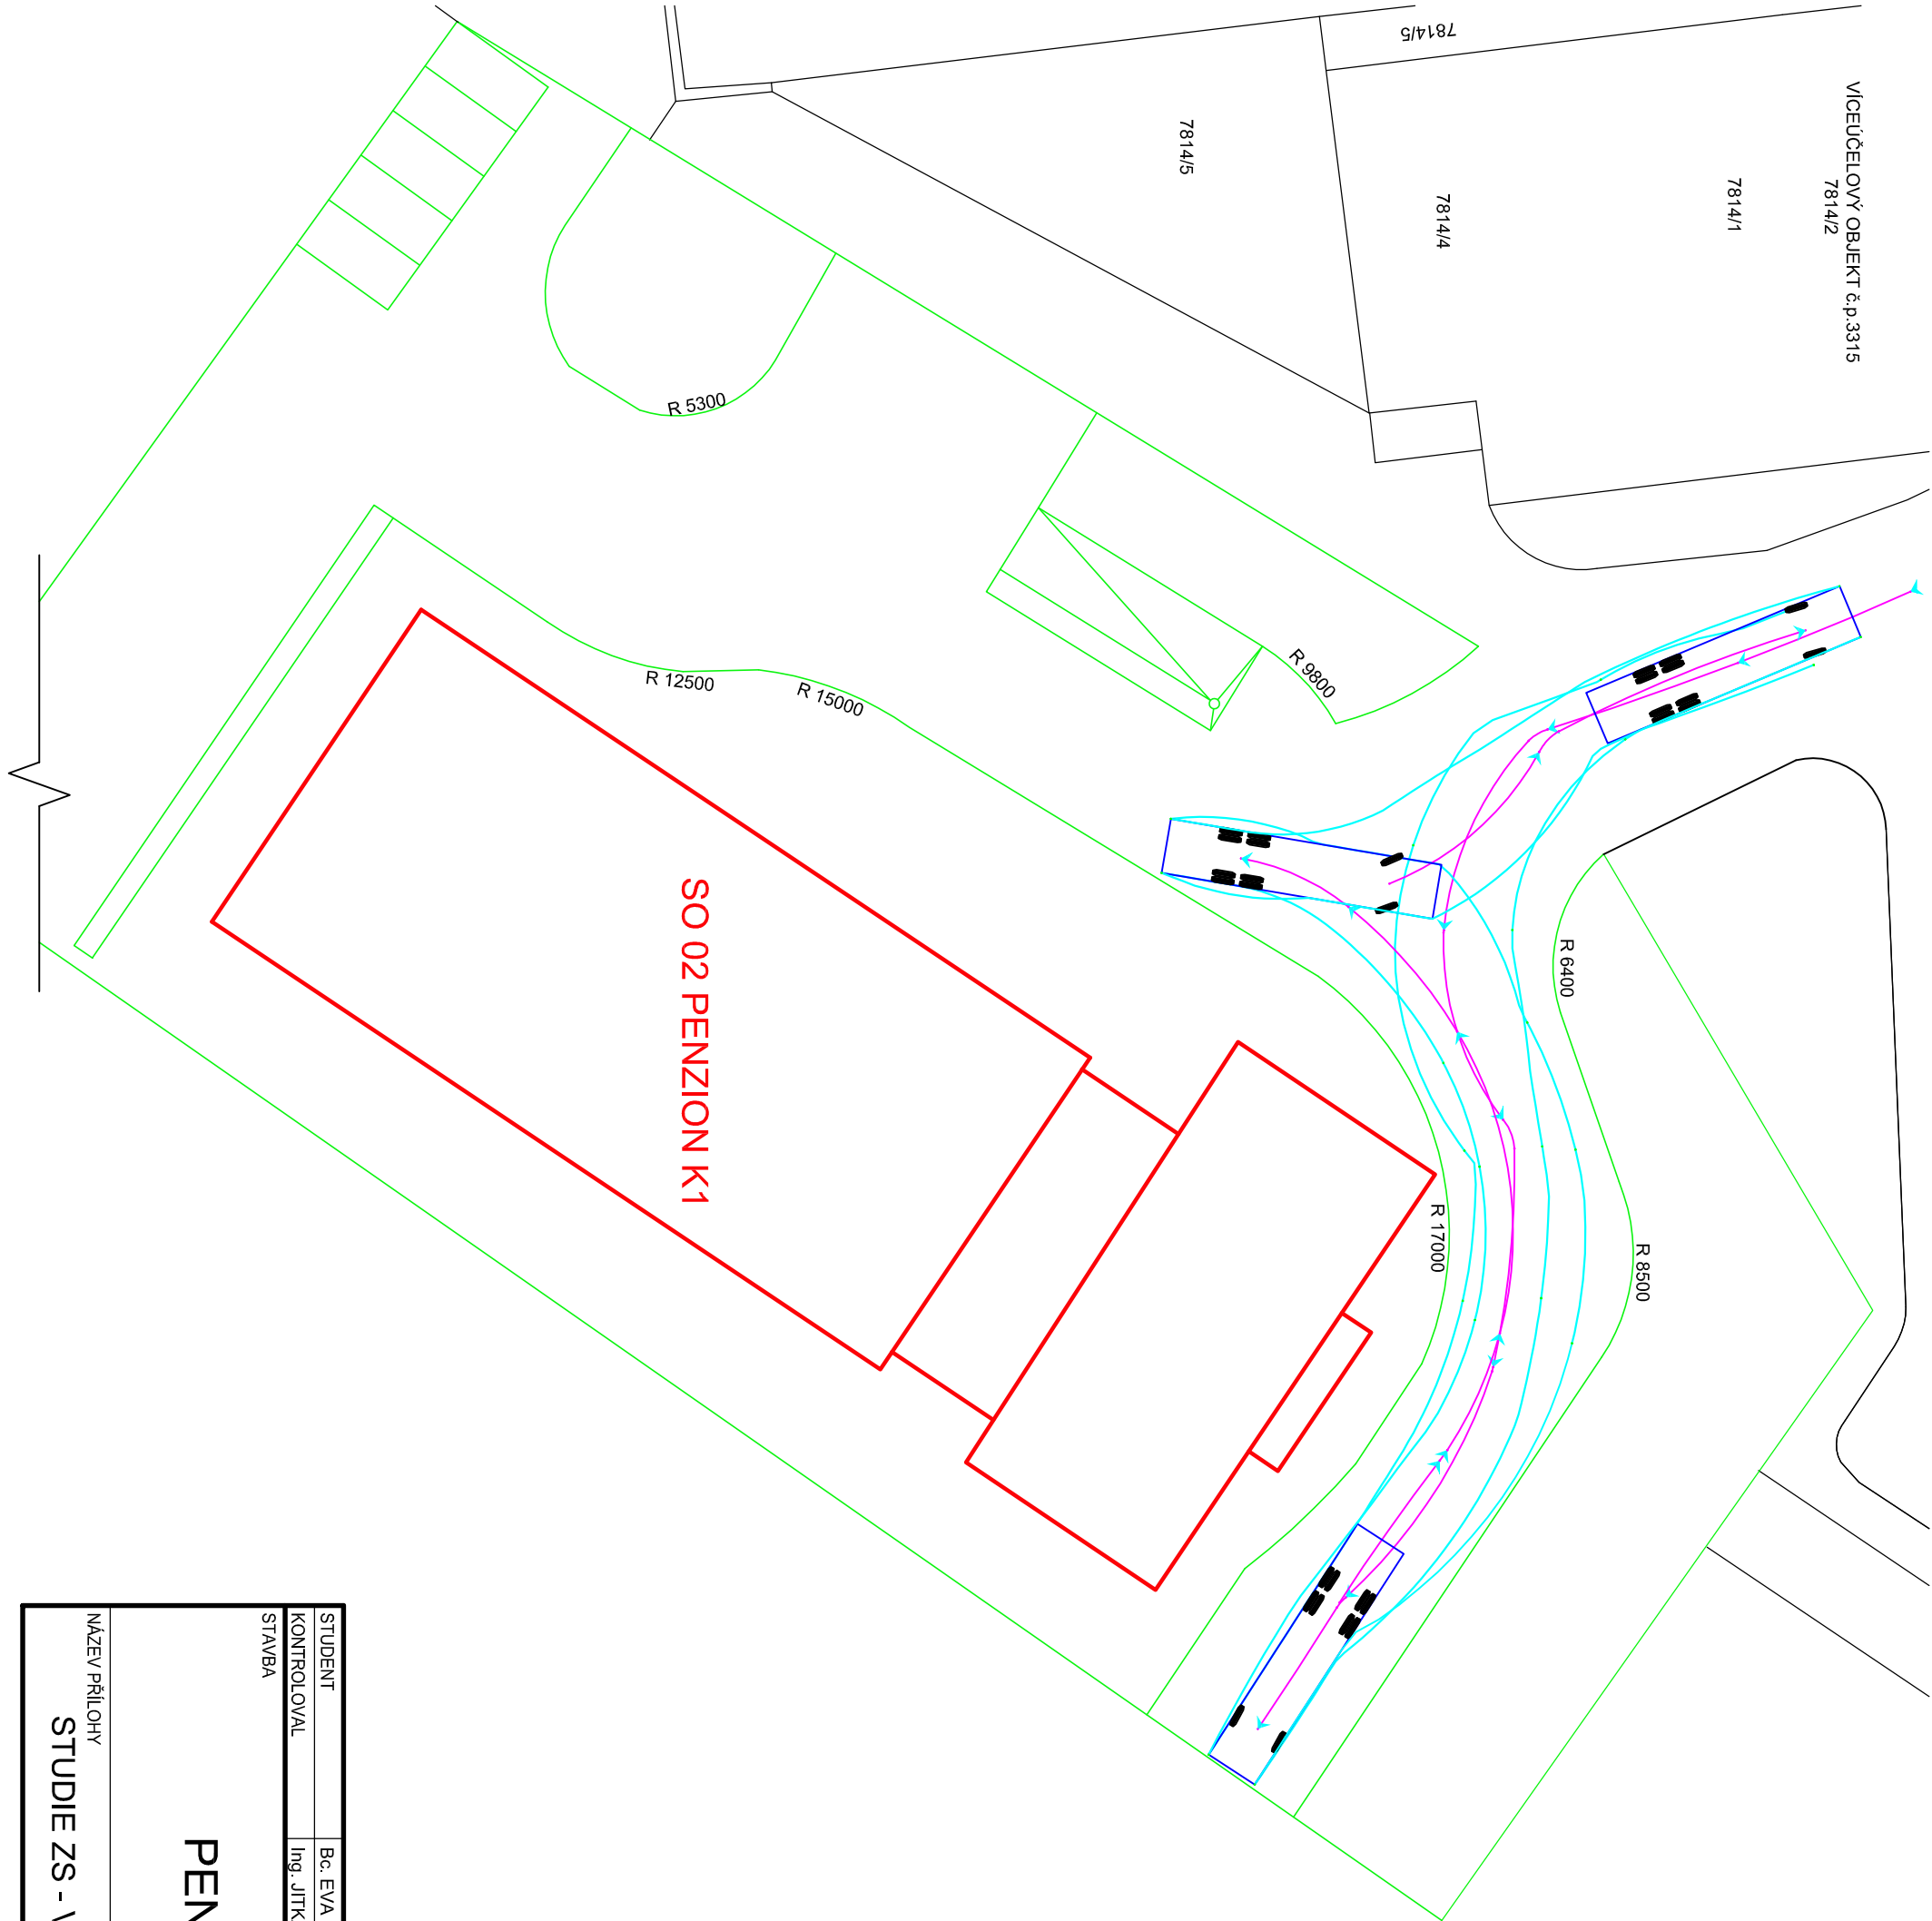 VÍCEÚČELOVÝ OBJEKT č.p.3315
7814/2
7814/1
7814/5
7814/4
7814/5
R 5300
R 9800
R 12500
R 15000
R 6400
R 8500
R 17000
SO 02 PENZION K1
STUDENT
Bc. EVA
KONTROLOVAL
Ing. JITK
STAVBA
PEN
NÁZEV PŘÍLOHY
STUDIE ZS -